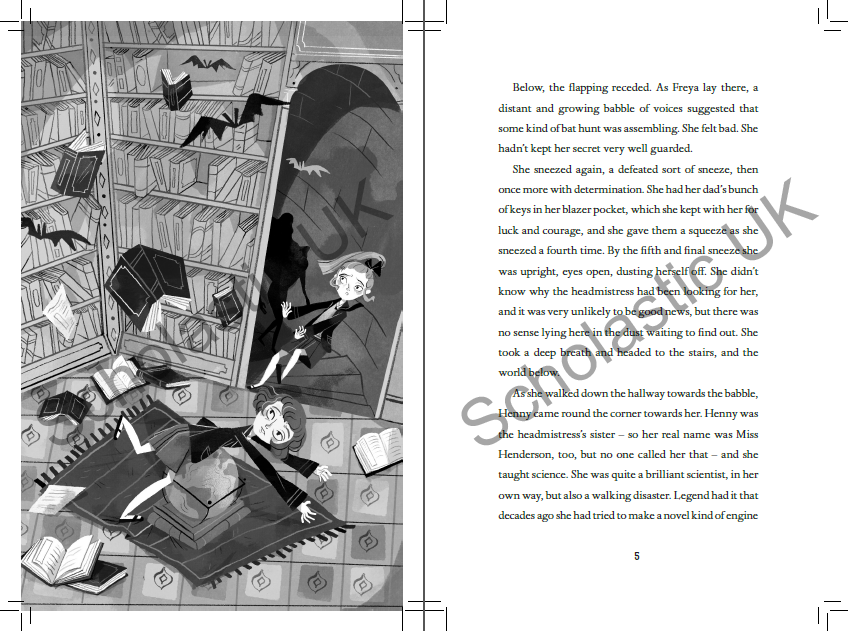 Below, the flapping receded. As Freya lay there, a
distant and growing babble of voices suggested that
some kind of bat hunt was assembling. She felt bad. She
hadn't kept her secret very well guarded.
She sneezed again, a defeated sort of sneeze, then
once more with determination. She had her dad's bunch
of keys in her blazer pocket, which she kept with her for
luck and courage, and she gave them a squeeze as she
sneezed a fourth time. By the fifth and final sneeze she
was upright, eyes open, dusting herself off. She didn't
know why the headmistress had been looking for her,
and it was very unlikely to be good news, but there was
no sense lying here in the dust waiting to find out. She
took a deep breath and headed to the stairs, and the
world below.
As she walked down the hallway towards the babble,
Henny came round the corner towards her. Henny was
the headmistress's sister – so her real name was Miss
Henderson, too, but no one called her that – and she
taught science. She was quite a brilliant scientist, in her
own way, but also a walking disaster. Legend had it that
decades ago she had tried to make a novel kind of engine
5
Scholastic UK
Scholastic UK